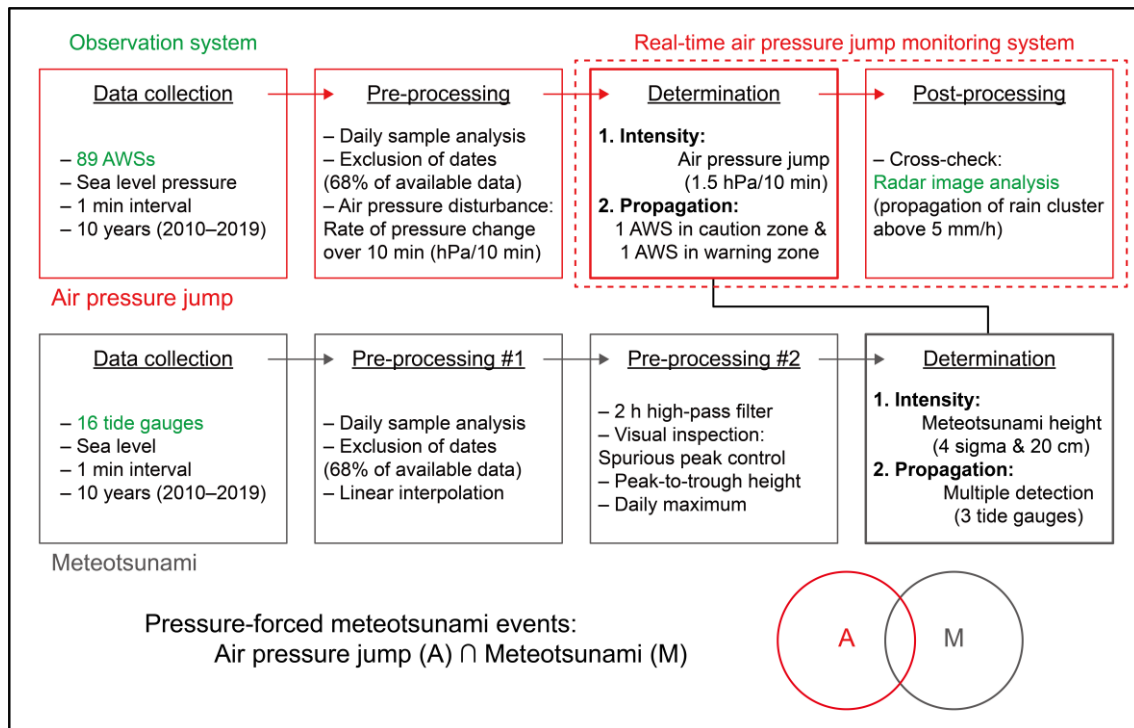 Observation system
Real-time air pressure jump monitoring system
Data collection
– 89 AWSs
– Sea level pressure
– 1 min interval
– 10 years (2010–2019)
Pre-processing
– Daily sample analysis
– Exclusion of dates
(68% of available data)
– Air pressure disturbance:
Rate of pressure change
over 10 min (hPa/10 min)
Determination
1. Intensity:
Air pressure jump
(1.5 hPa/10 min)
2. Propagation:
1 AWS in caution zone &
1 AWS in warning zone
Post-processing
– Cross-check:
Radar image analysis
(propagation of rain cluster
above 5 mm/h)
Air pressure jump
Data collection
– 16 tide gauges
– Sea level
– 1 min interval
– 10 years (2010–2019)
Pre-processing #1
– Daily sample analysis
– Exclusion of dates
(68% of available data)
– Linear interpolation
Pre-processing #2
– 2 h high-pass filter
– Visual inspection:
Spurious peak control
– Peak-to-trough height
– Daily maximum
Determination
1. Intensity:
Meteotsunami height
(4 sigma & 20 cm)
2. Propagation:
Multiple detection
(3 tide gauges)
Meteotsunami
Pressure-forced meteotsunami events:
Air pressure jump (A) ∩ Meteotsunami (M)
A
M